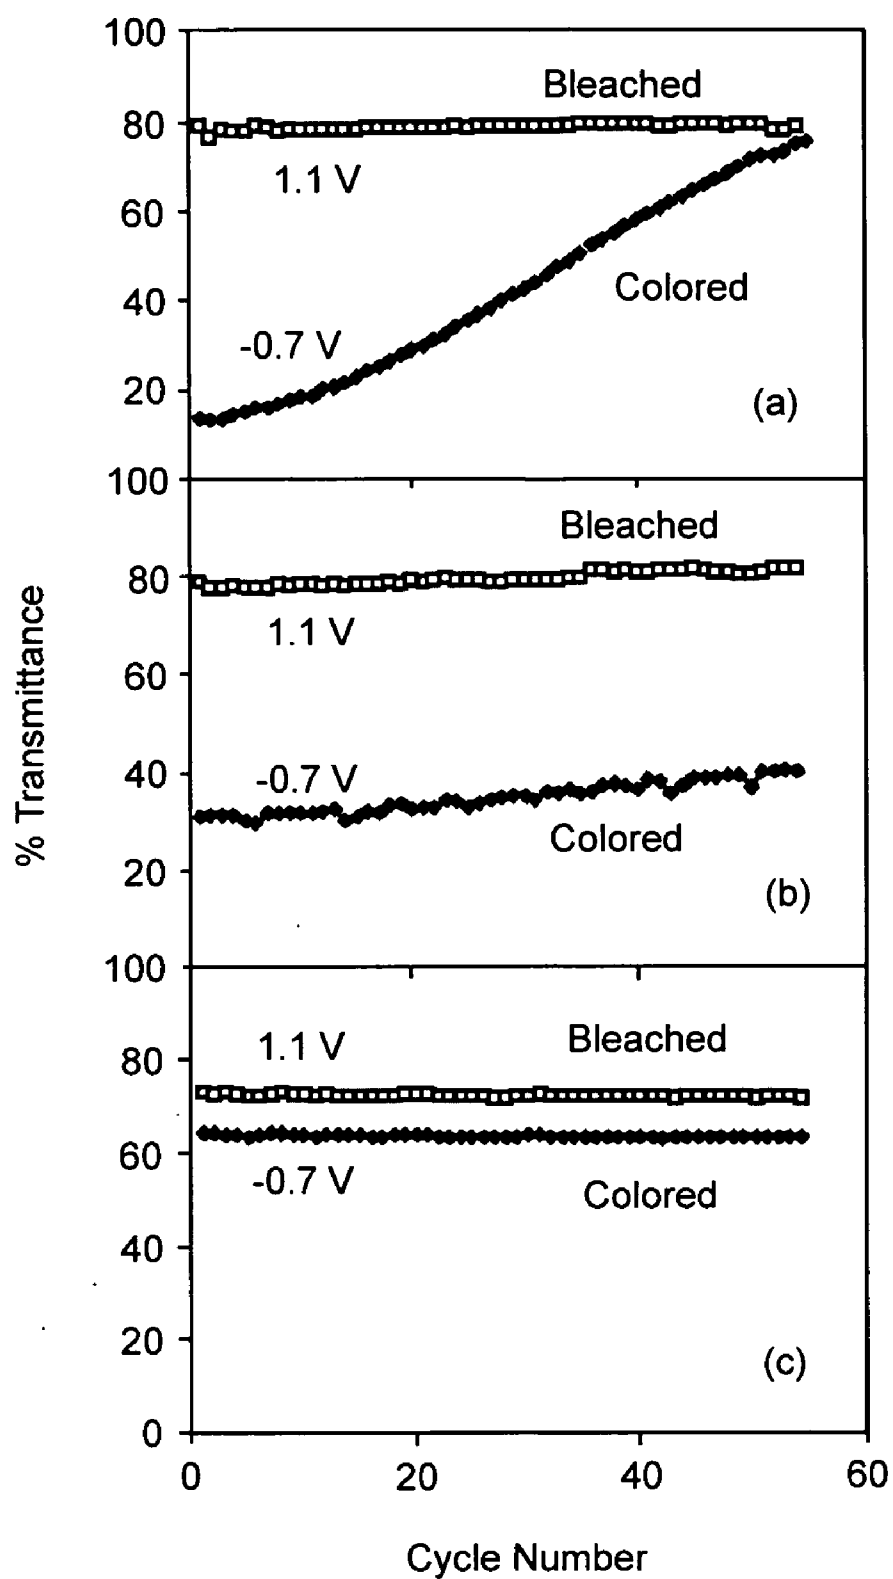 100
Bleached
80
1.1 V
60
Colored
40
-0.7 V
20
(a)
100
Bleached
80
1.1 V
60
-0.7 V
40
Colored
20
(b)
100
1.1 V
Bleached
80
60
-0.7 V
Colored
40
20
(c)
0
0 20 40 60
Cycle Number
% Transmittance